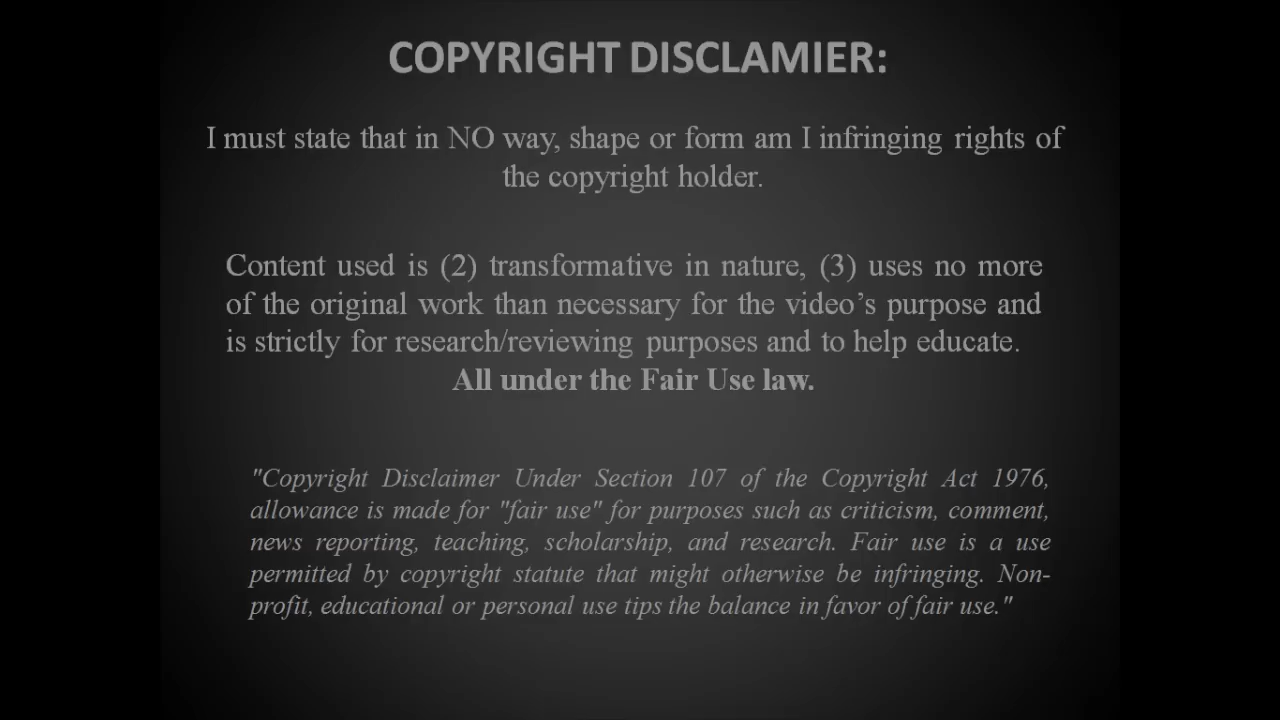 COPYRIGHT DISCLAMIER:
I must state that in NO way, shape or form am I infringing rights of
the copyright holder.
Content used is (2) transformative in nature, (3) uses no more
of the original work than necessary for the video's purpose and
is strictly for research/reviewing purposes and to help educate.
All under the Fair Use law.
"Copyright Disclaimer Under Section 107 of the Copyright Act 1976,
allowance is made for "fair use" for purposes such as criticism, comment,
news reporting, teaching, scholarship, and research. Fair use is a use
permitted by copyright statute that might otherwise be infringing. Non-
profit, educational or personal use tips the balance in favor of fair use."